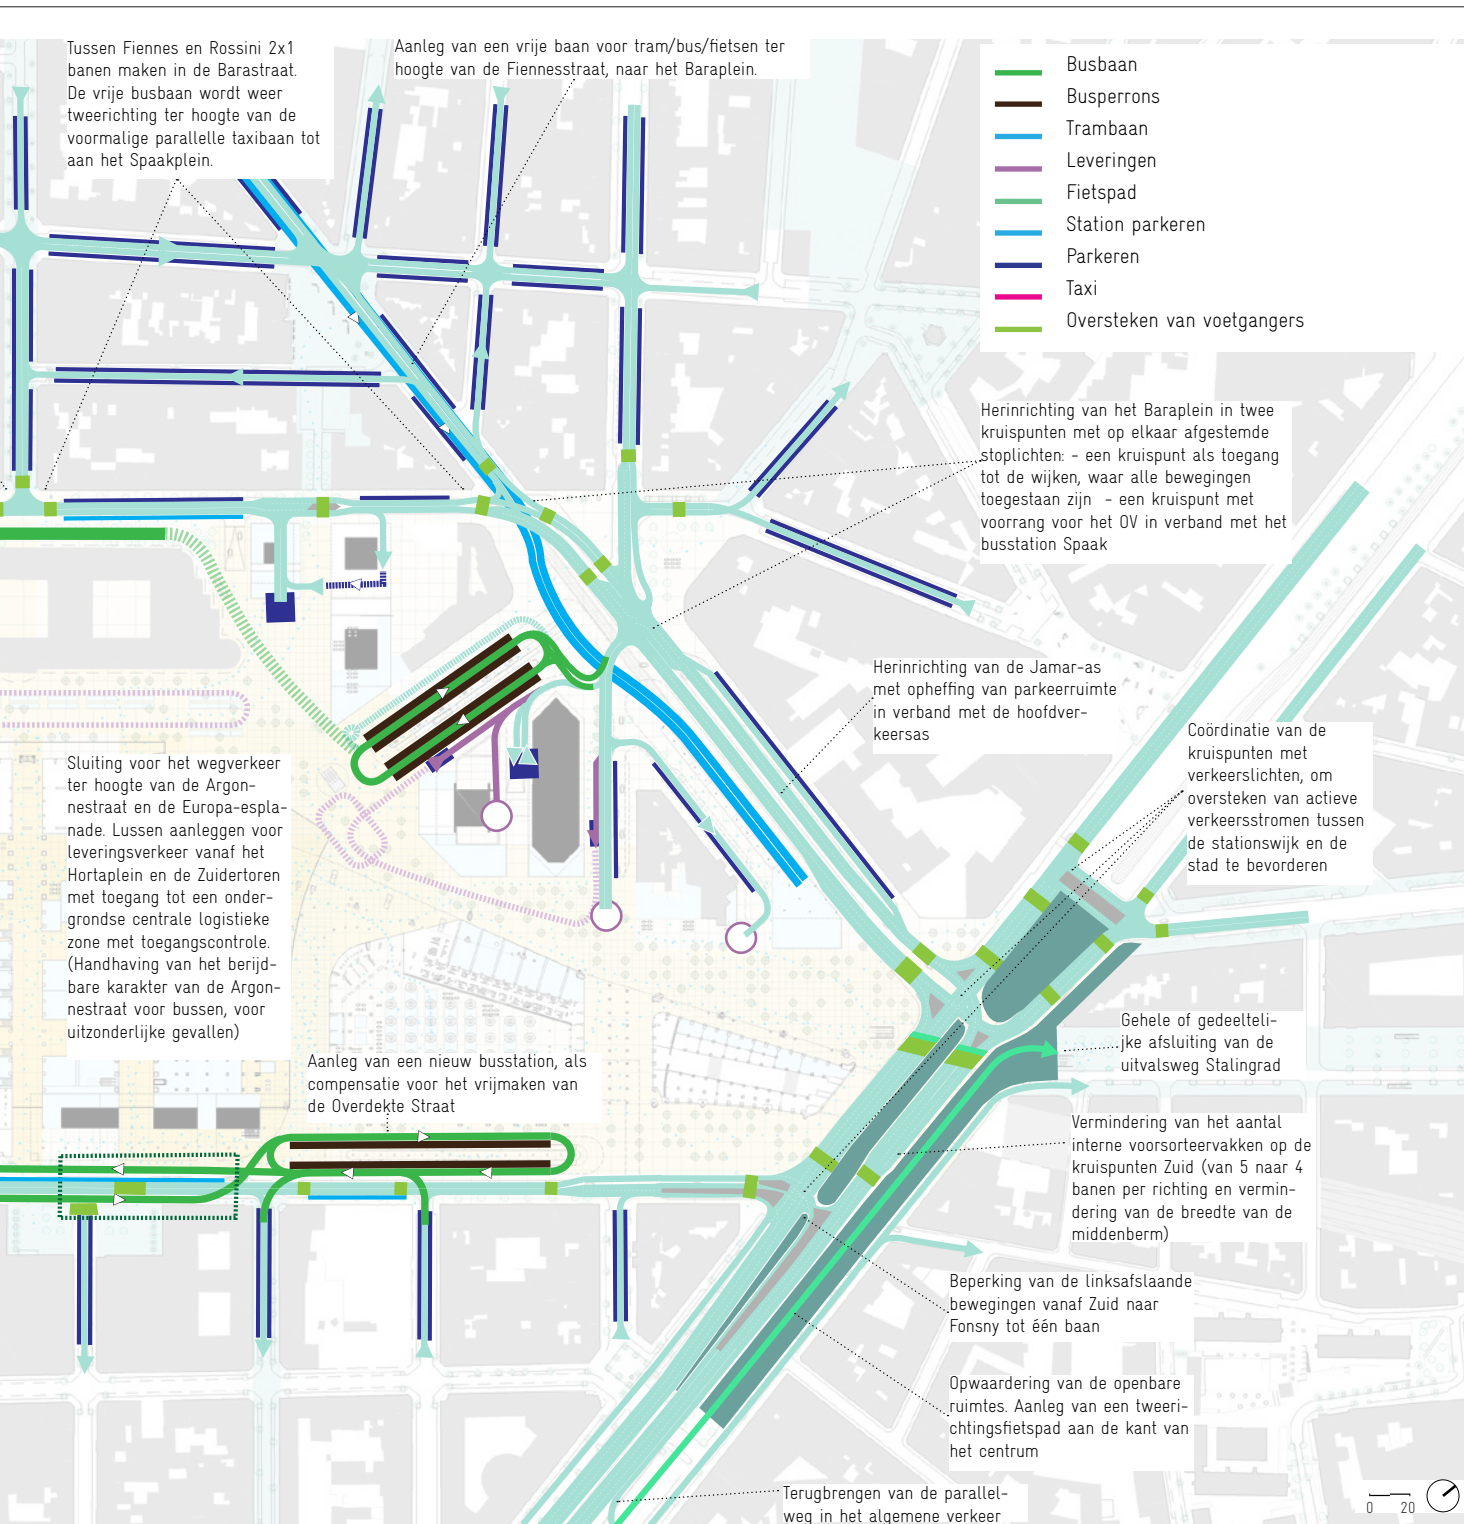 Tussen Fiennes en Rossini 2x1
banen maken in de Barastraat.
De vrije busbaan wordt weer
tweerichting ter hoogte van de
voormalige parallelle taxibaan tot
aan het Spaakplein.
Aanleg van een vrije baan voor tram/bus/fietsen ter
hoogte van de Fiennesstraat, naar het Baraplein.
Busbaan
Busperrons
Trambaan
Leveringen
Fietspad
Station parkeren
Parkeren
Taxi
Oversteken van voetgangers
Herinrichting van het Baraplein in twee
kruispunten met op elkaar afgestemde
stoplichten: - een kruispunt als toegang
tot de wijken, waar alle bewegingen
toegestaan zijn - een kruispunt met
voorrang voor het OV in verband met het
busstation Spaak
Herinrichting van de Jamar-as
met opheffing van parkeerruimte
in verband met de hoofdver-
keersas
Coördinatie van de
kruispunten met
verkeerslichten, om
oversteken van actieve
verkeersstromen tussen
de stationswijk en de
stad te bevorderen
Sluiting voor het wegverkeer
ter hoogte van de Argon-
nestraat en de Europa-espla-
nade. Lussen aanleggen voor
leveringsverkeer vanaf het
Hortaplein en de Zuidertoren
met toegang tot een onder-
grondse centrale logistieke
zone met toegangscontrole.
(Handhaving van het berijd-
bare karakter van de Argon-
nestraat voor bussen, voor
uitzonderlijke gevallen)
Aanleg van een nieuw busstation, als
compensatie voor het vrijmaken van
de Overdekte Straat
Gehele of gedeelteli-
jke afsluiting van de
uitvalsweg Stalingrad
Vermindering van het aantal
interne voorsorteervakken op de
kruispunten Zuid (van 5 naar 4
banen per richting en vermin-
dering van de breedte van de
middenberm)
Beperking van de linksafslaande
bewegingen vanaf Zuid naar
Fonsny tot één baan
Opwaardering van de openbare
ruimtes. Aanleg van een tweeri-
chtingsfietspad aan de kant van
het centrum
Terugbrengen van de parallel-
weg in het algemene verkeer
0 20